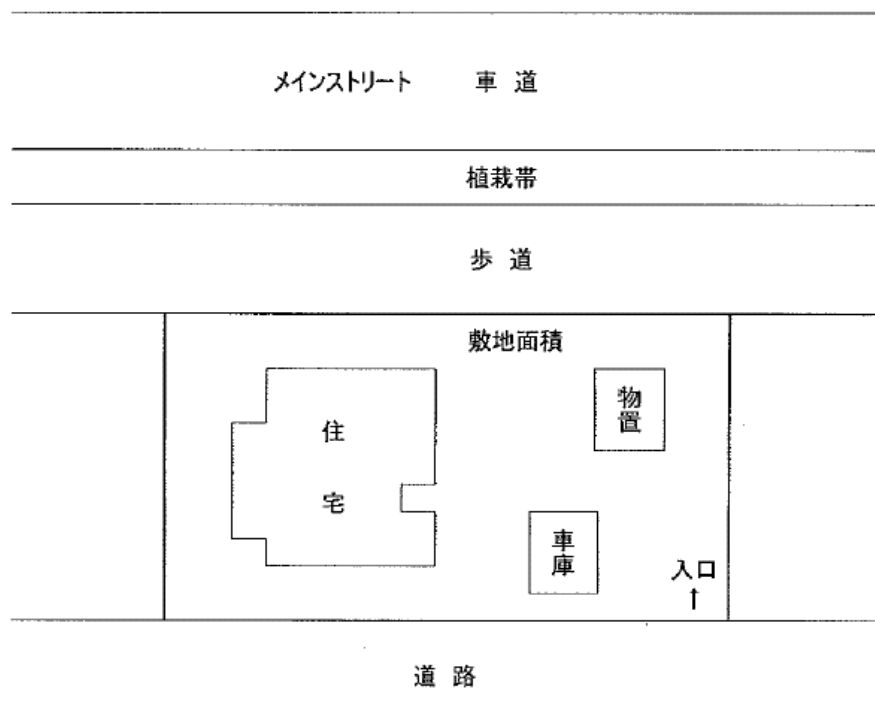 メインストリート 車 道
植栽帯
歩 道
敷地面積
物置
住宅
車庫
入口
↑
道 路